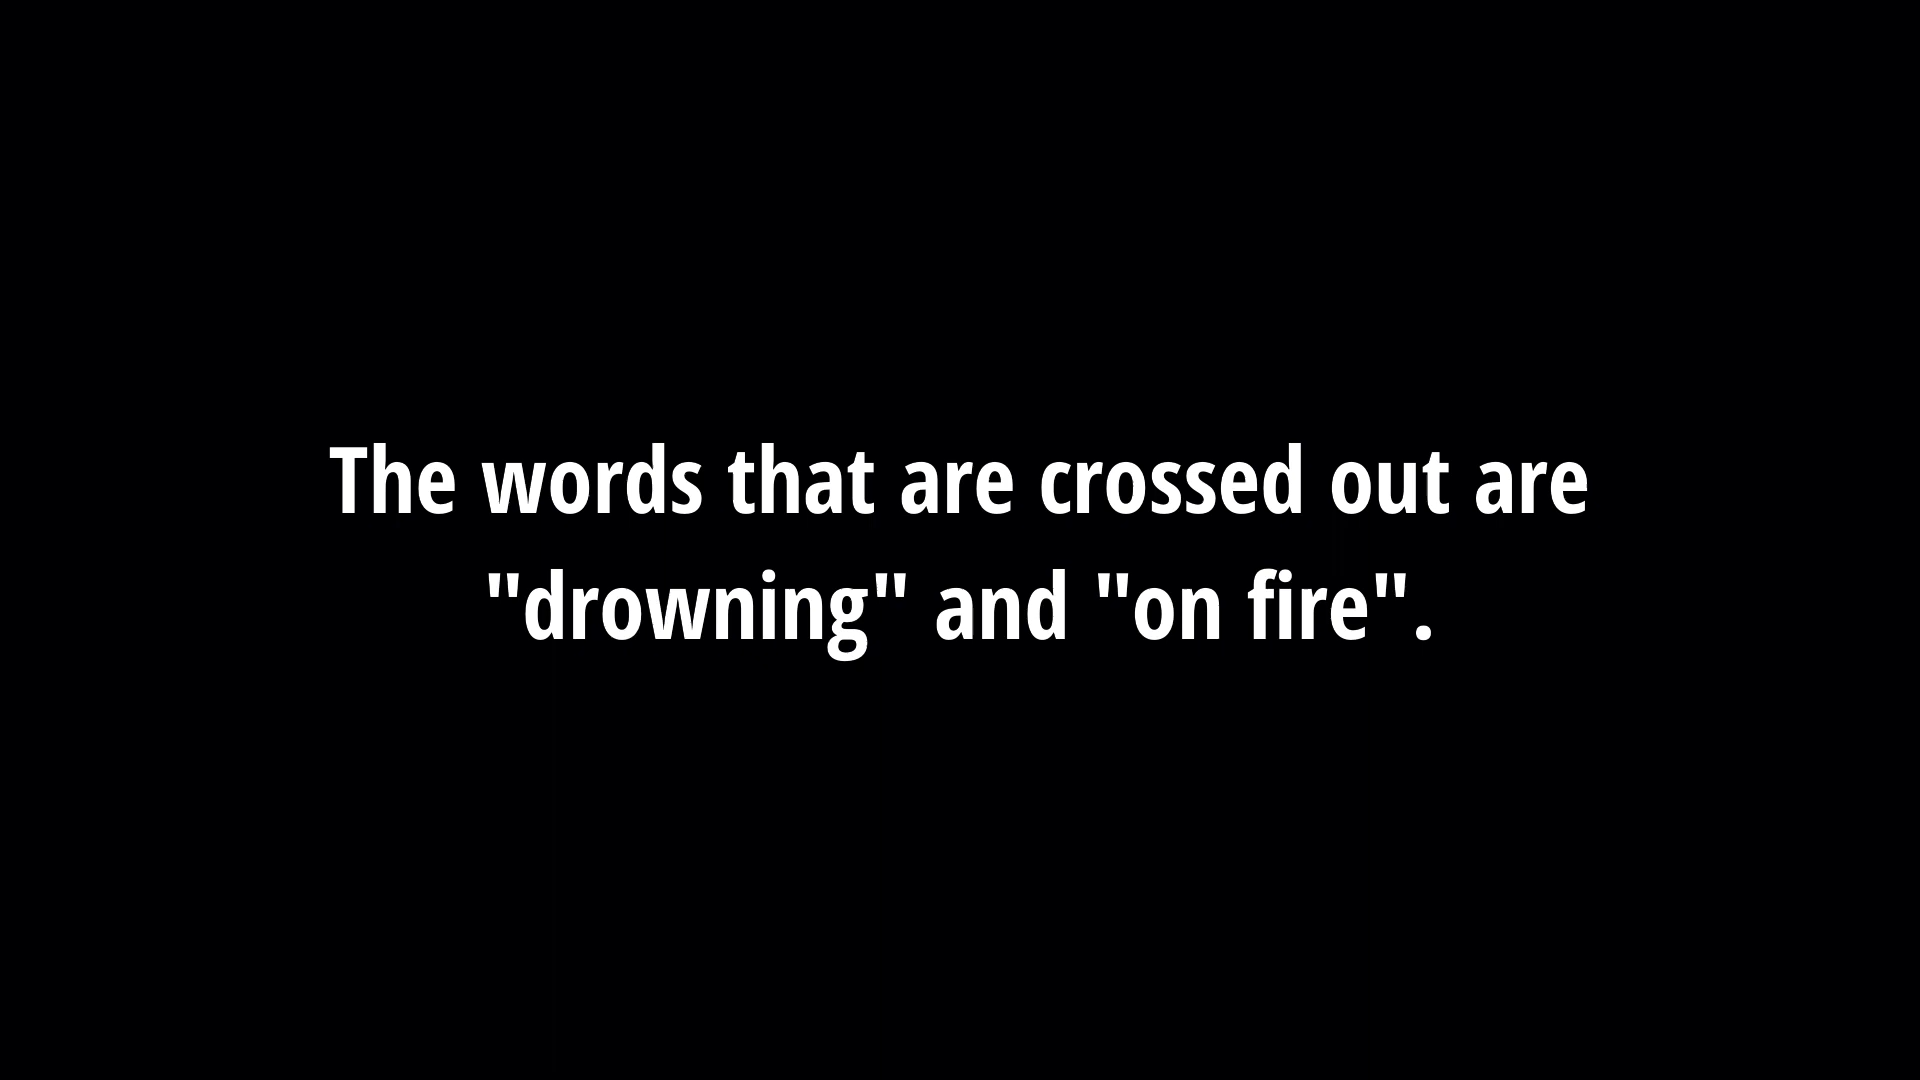 The words that are crossed out are
"drowning" and "on fire".